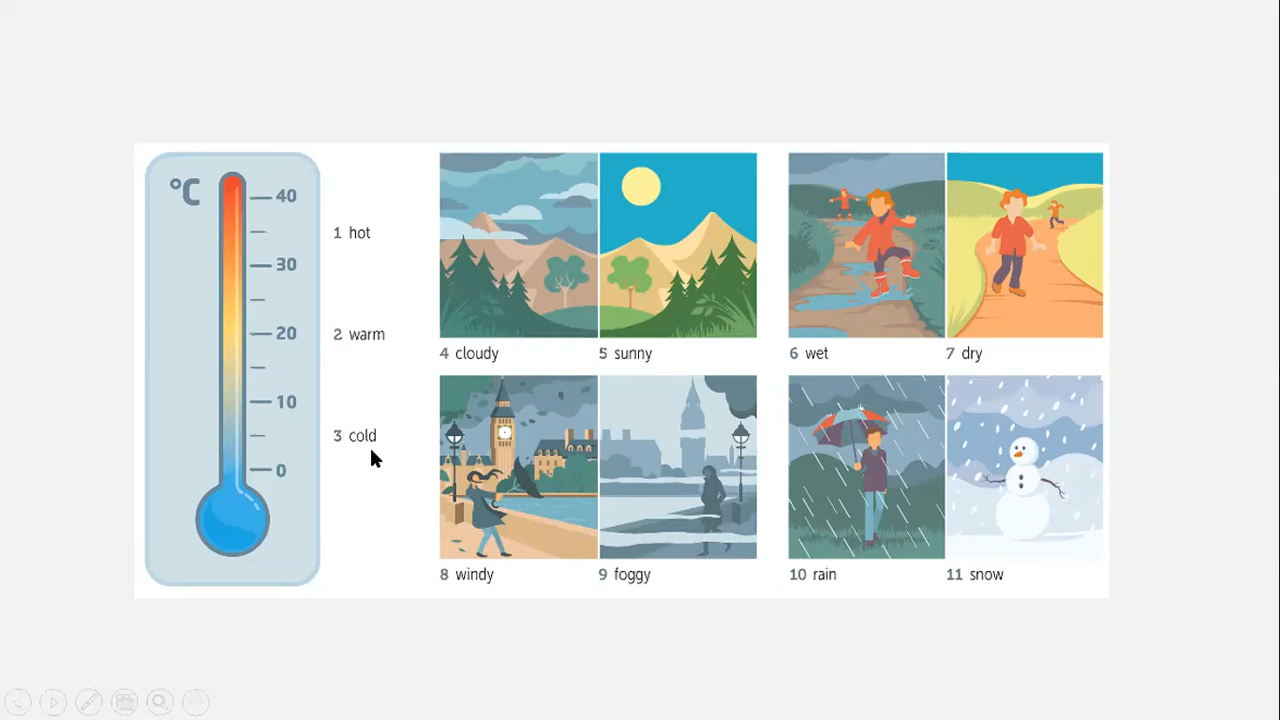 °C
40
30
20
10
0
1 hot
2 warm
3 cold
4 cloudy
5 sunny
6 wet
7 dry
8 windy
9 foggy
10 rain
11 snow